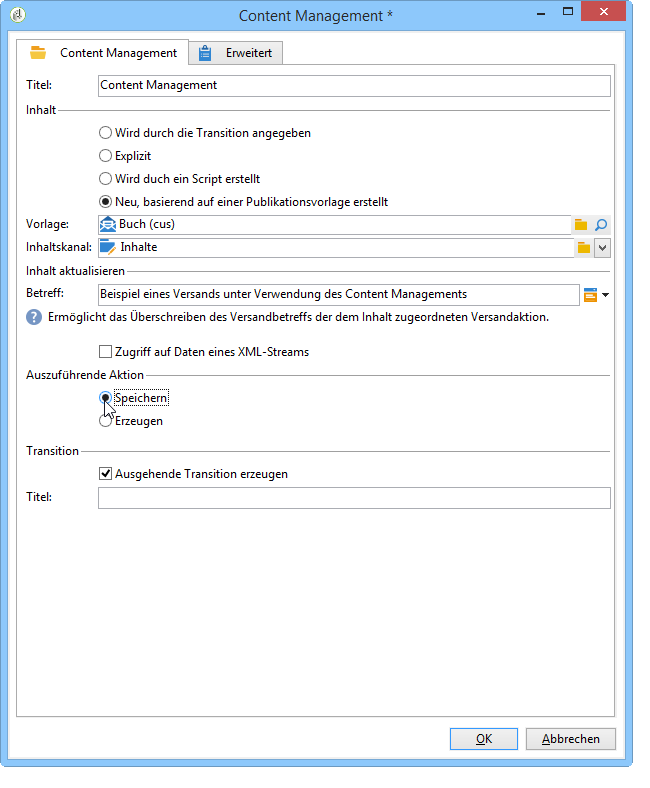 Content Management *
Content Management Erweitert
Titel: Content Management
Inhalt
Wird durch die Transition angegeben
Explizit
Wird duch ein Script erstellt
Neu, basierend auf einer Publikationsvorlage erstellt
Vorlage: Buch (cus)
Inhaltskanal: Inhalte
Inhalt aktualisieren
Betreff: Beispiel eines Versands unter Verwendung des Content Managements
? Ermöglicht das Überschreiben des Versandbetreffs der dem Inhalt zugeordneten Versandaktion.
Zugriff auf Daten eines XML-Streams
Auszuführende Aktion
Speichern
Erzeugen
Transition
Ausgehende Transition erzeugen
Titel:
OK Abbrechen